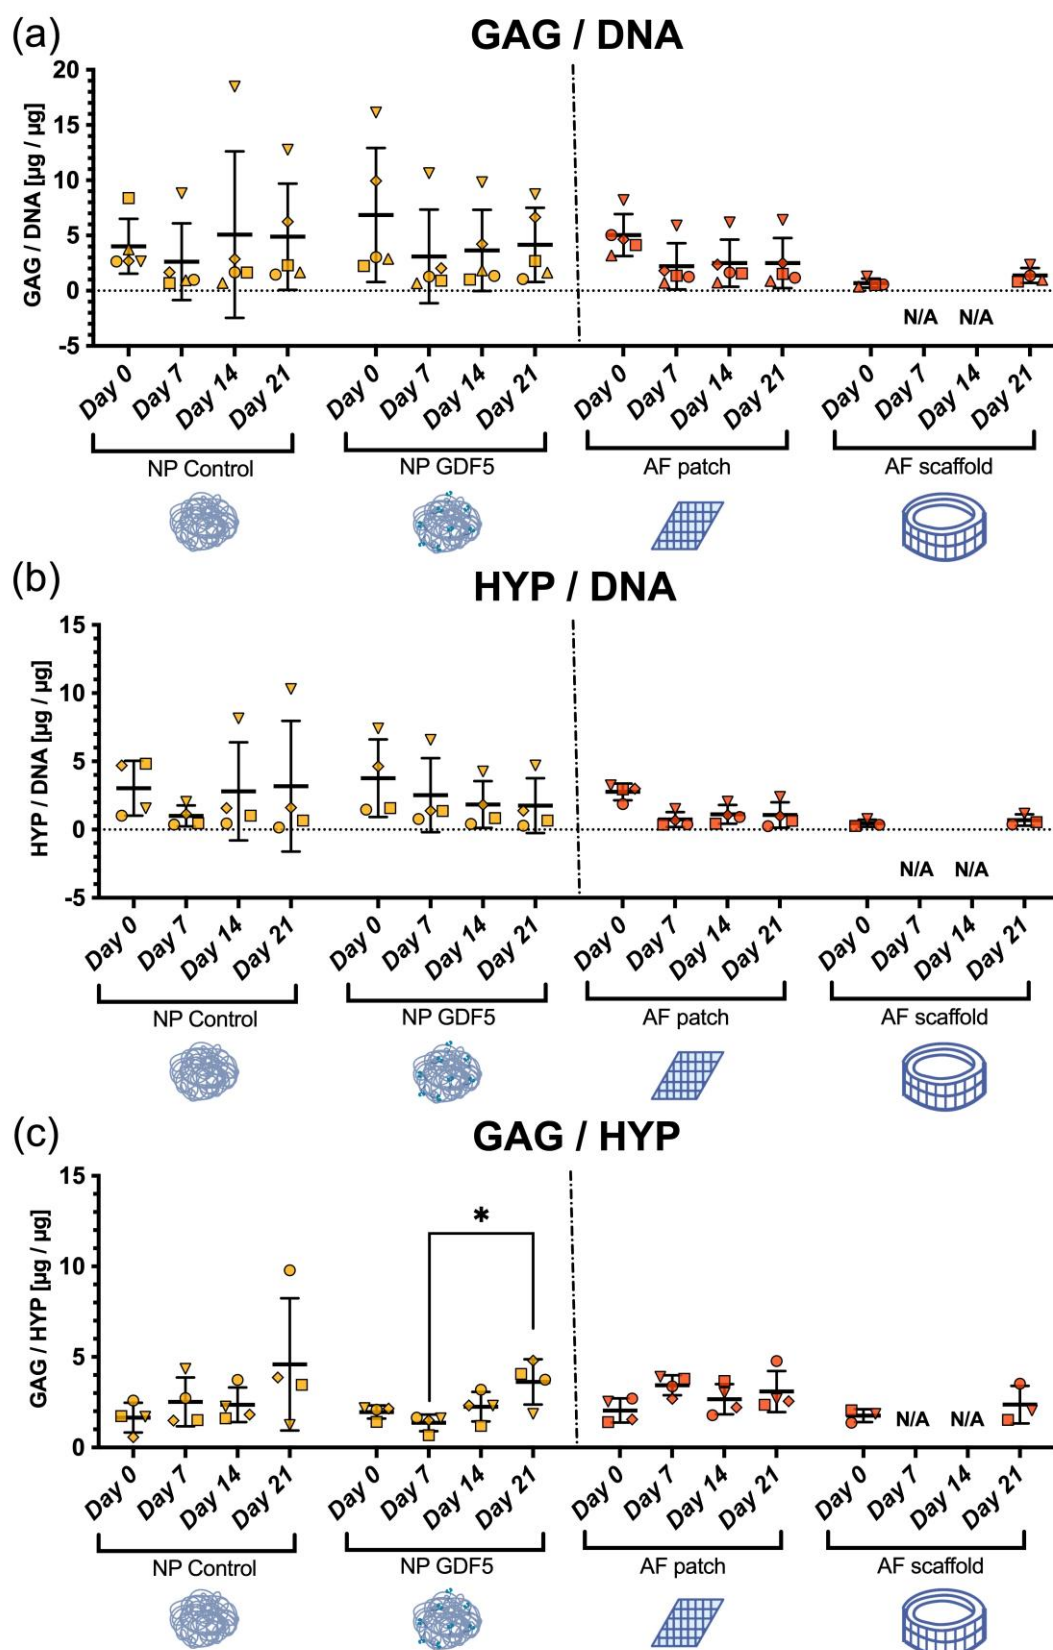 (a)
GAG / DNA
GAG / DNA [µg / µg]
20
15
10
5
0
-5
N/A N/A
Day 0 Day 7 Day 14 Day 21 Day 0 Day 7 Day 14 Day 21 Day 0 Day 7 Day 14 Day 21 Day 0 Day 7 Day 14 Day 21
NP Control NP GDF5 AF patch AF scaffold
(b)
HYP / DNA
HYP / DNA [µg / µg]
15
10
5
0
-5
N/A N/A
Day 0 Day 7 Day 14 Day 21 Day 0 Day 7 Day 14 Day 21 Day 0 Day 7 Day 14 Day 21 Day 0 Day 7 Day 14 Day 21
NP Control NP GDF5 AF patch AF scaffold
(c)
GAG / HYP
GAG / HYP [µg / µg]
15
10
5
0
*
N/A N/A
Day 0 Day 7 Day 14 Day 21 Day 0 Day 7 Day 14 Day 21 Day 0 Day 7 Day 14 Day 21 Day 0 Day 7 Day 14 Day 21
NP Control NP GDF5 AF patch AF scaffold